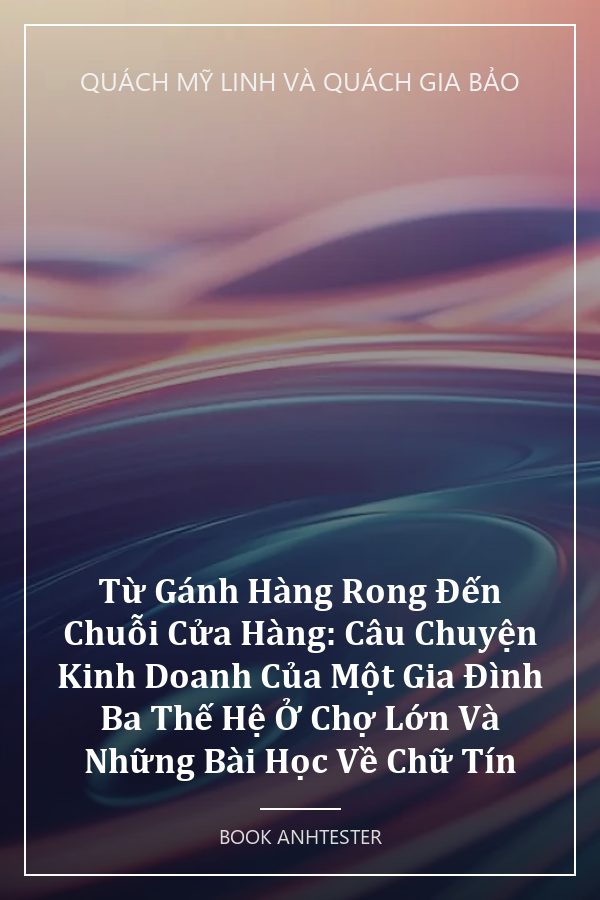 QUÁCH MỸ LINH VÀ QUÁCH GIA BẢO
Từ Gánh Hàng Rong Đến
Chuỗi Cửa Hàng: Câu Chuyện
Kinh Doanh Của Một Gia Đình
Ba Thế Hệ Ở Chợ Lớn Và
Những Bài Học Về Chữ Tín
BOOK ANHTESTER